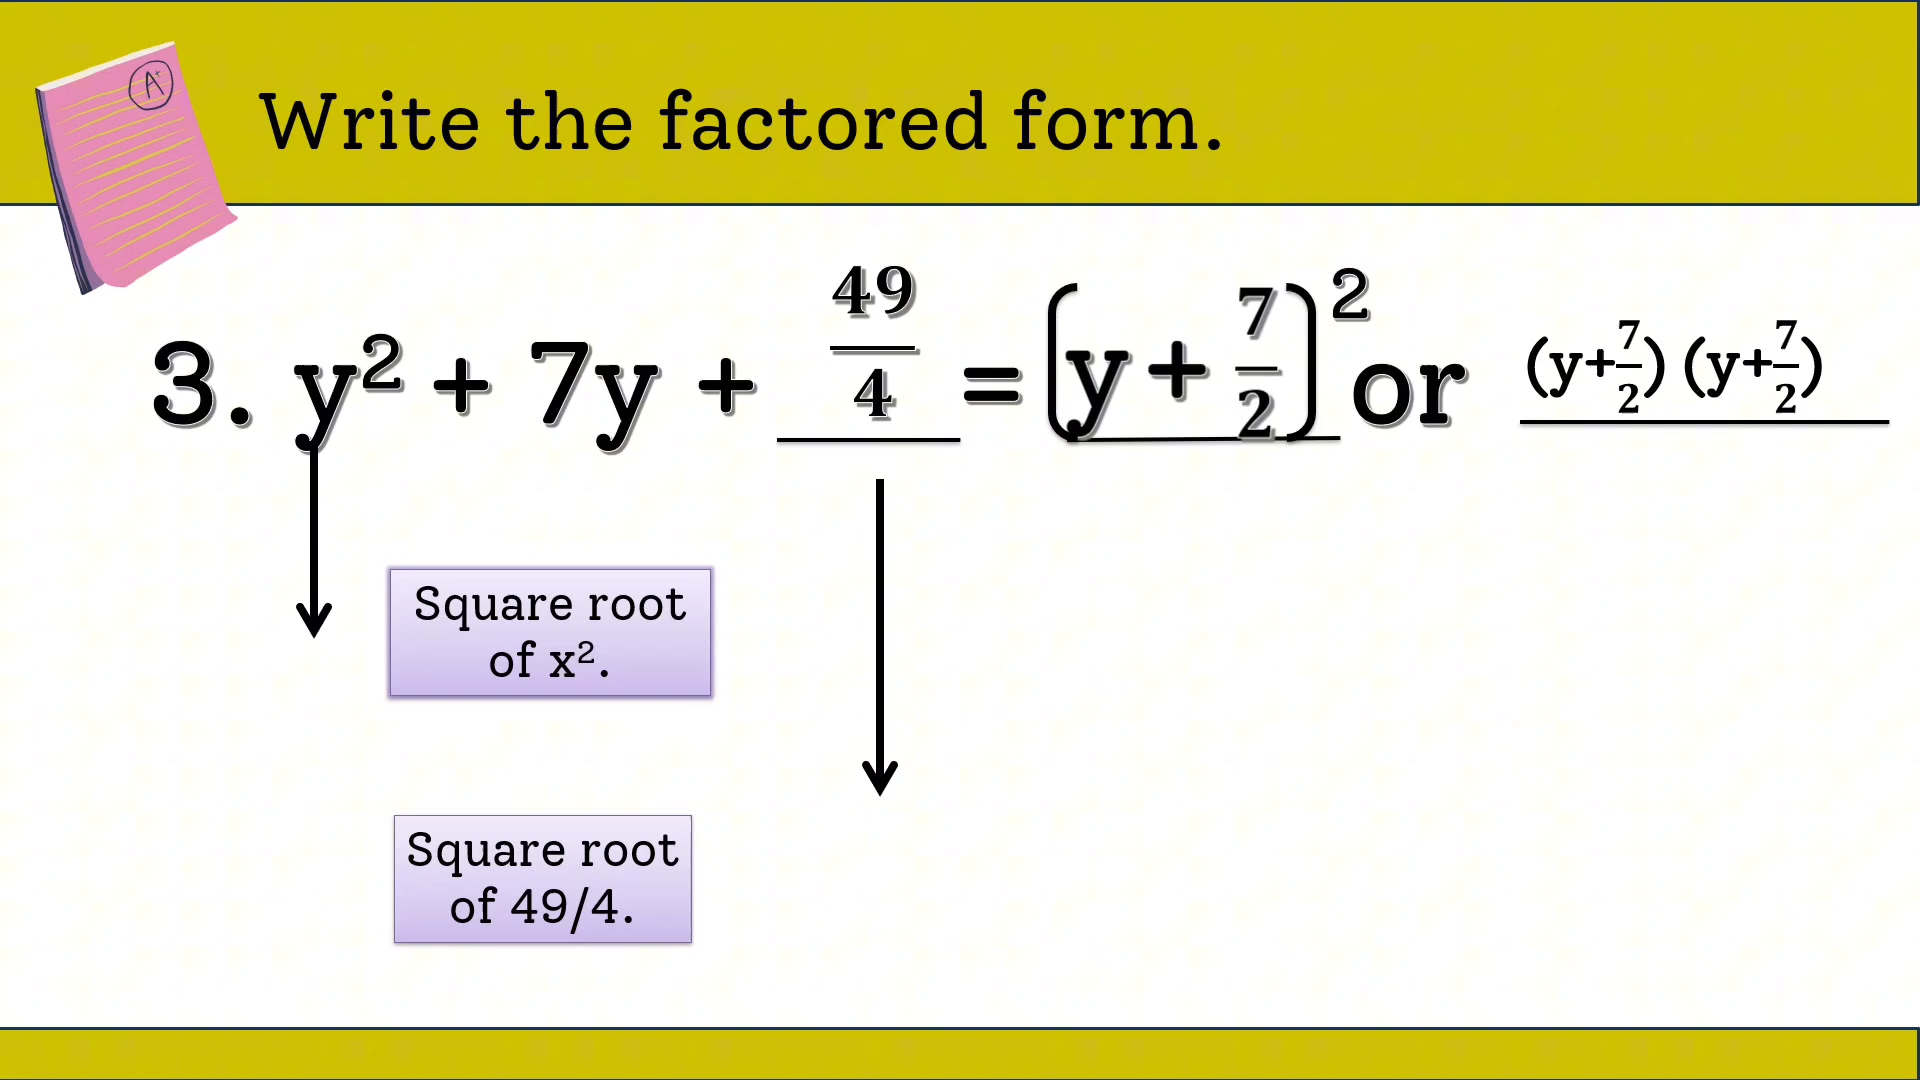 A+
Write the factored form.
3. y² + 7y + 49/4 = (y + 7/2)² or (y+7/2) (y+7/2)
Square root
of x².
Square root
of 49/4.